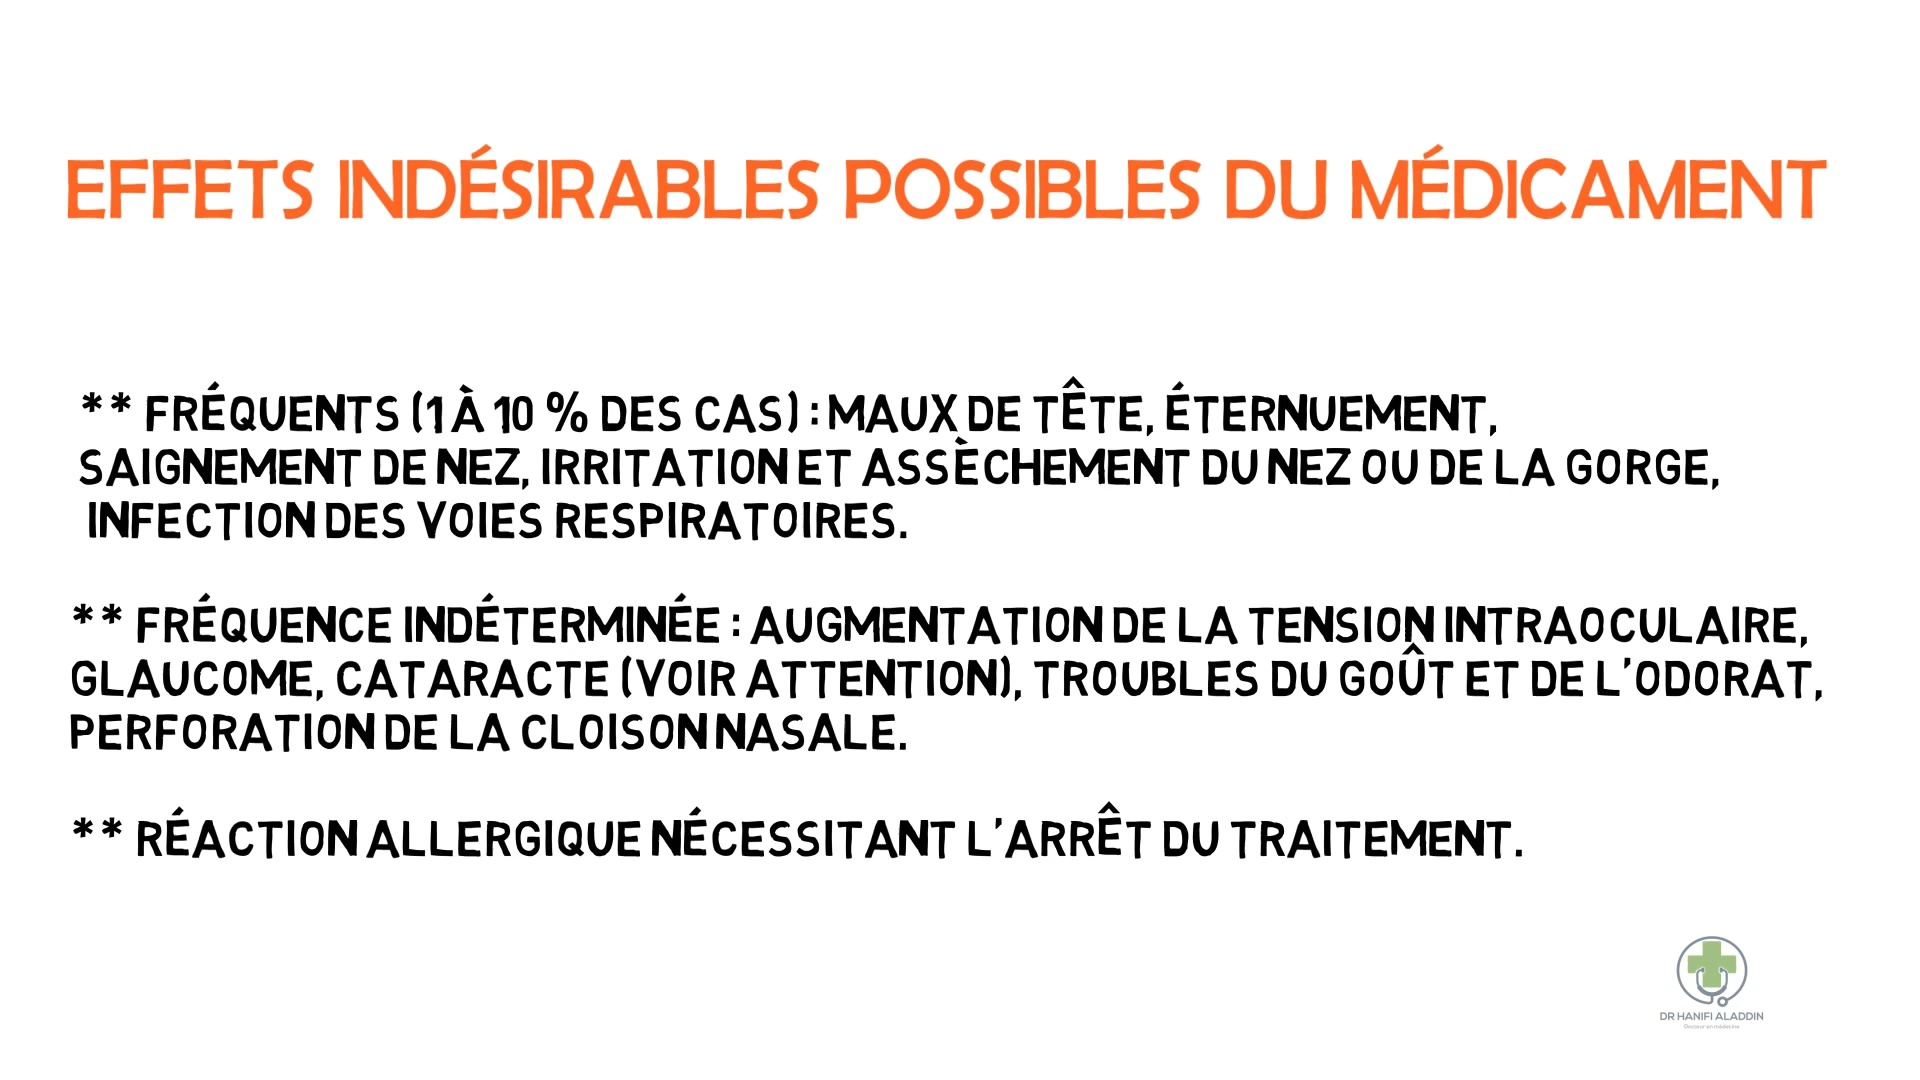 EFFETS INDÉSIRABLES POSSIBLES DU MÉDICAMENT
** FRÉQUENTS (1 À 10 % DES CAS) : MAUX DE TÊTE, ÉTERNUEMENT,
SAIGNEMENT DE NEZ, IRRITATION ET ASSÈCHEMENT DU NEZ OU DE LA GORGE,
INFECTION DES VOIES RESPIRATOIRES.
** FRÉQUENCE INDÉTERMINÉE : AUGMENTATION DE LA TENSION INTRAOCULAIRE,
GLAUCOME, CATARACTE (VOIR ATTENTION), TROUBLES DU GOÛT ET DE L'ODORAT,
PERFORATION DE LA CLOISON NASALE.
** RÉACTION ALLERGIQUE NÉCESSITANT L'ARRÊT DU TRAITEMENT.
DR HANIFI ALADDIN
Docteur en médecine